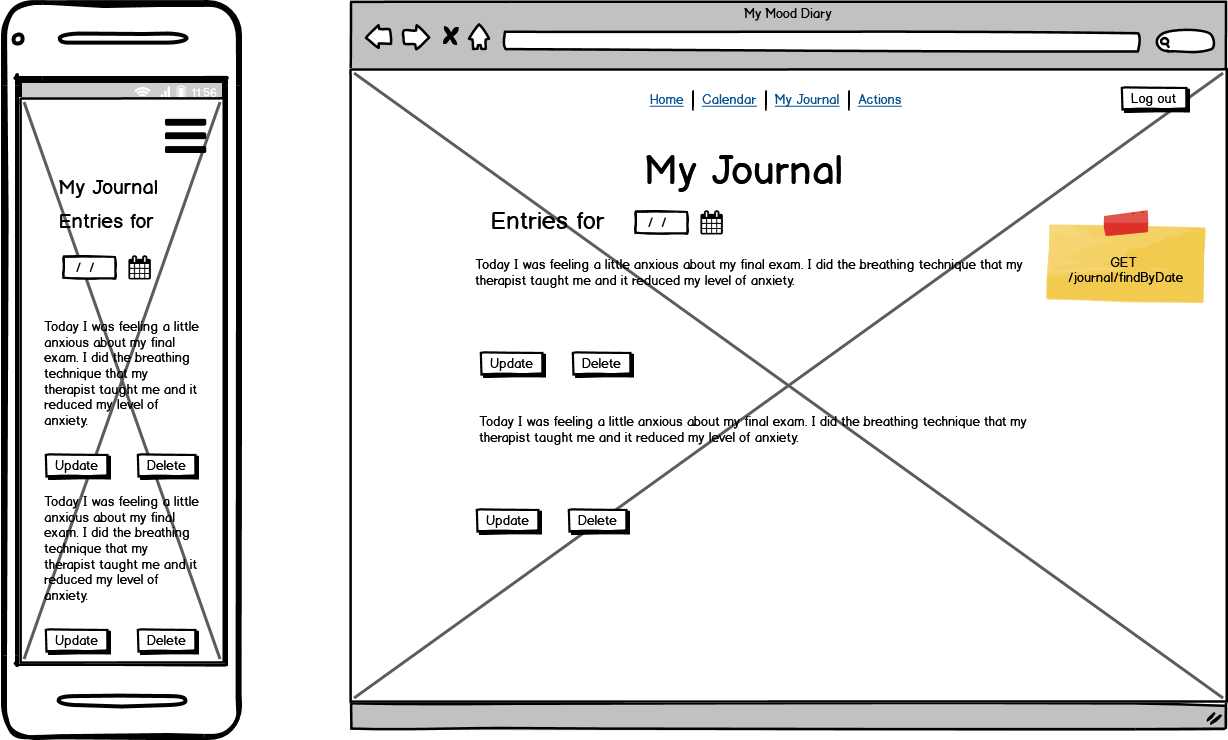 11:56
My Journal
Entries for
/ /
Today I was feeling a little
anxious about my final
exam. I did the breathing
technique that my
therapist taught me and it
reduced my level of
anxiety.
Update
Delete
Today I was feeling a little
anxious about my final
exam. I did the breathing
technique that my
therapist taught me and it
reduced my level of
anxiety.
Update
Delete
My Mood Diary
Home
Calendar
My Journal
Actions
Log out
My Journal
Entries for
/ /
GET
/journal/findByDate
Today I was feeling a little anxious about my final exam. I did the breathing technique that my
therapist taught me and it reduced my level of anxiety.
Update
Delete
Today I was feeling a little anxious about my final exam. I did the breathing technique that my
therapist taught me and it reduced my level of anxiety.
Update
Delete